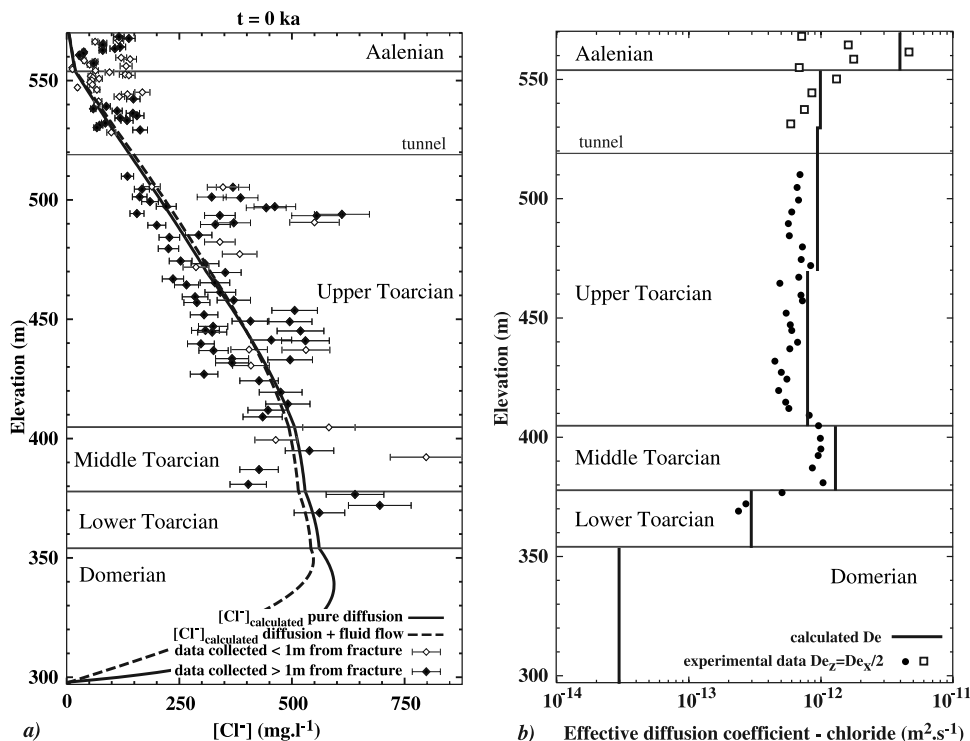 t = 0 ka
Aalenian
tunnel
Upper Toarcian
Middle Toarcian
Lower Toarcian
Domerian
[Cl-]calculated pure diffusion
[Cl-]calculated diffusion + fluid flow
data collected < 1m from fracture
data collected > 1m from fracture
550
500
450
400
350
300
Elevation (m)
0
250
500
750
[Cl-] (mg.l-1)
a)
Aalenian
tunnel
Upper Toarcian
Middle Toarcian
Lower Toarcian
Domerian
calculated De
experimental data Dez=Dex/2
550
500
450
400
350
300
Elevation (m)
10-14
10-13
10-12
10-11
b)
Effective diffusion coefficient - chloride (m2.s-1)